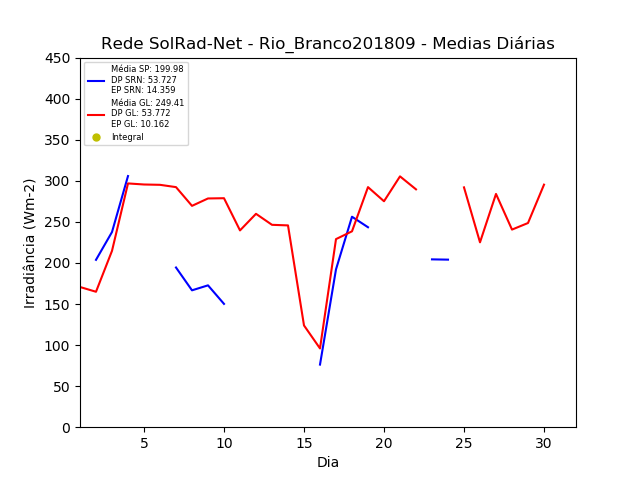 Rede SolRad-Net - Rio_Branco201809 - Medias Diárias
Média SP: 199.98
DP SRN: 53.727
EP SRN: 14.359
Média GL: 249.41
DP GL: 53.772
EP GL: 10.162
Integral
450
400
350
300
250
200
150
100
50
0
Irradiância (Wm-2)
5
10
15
20
25
30
Dia